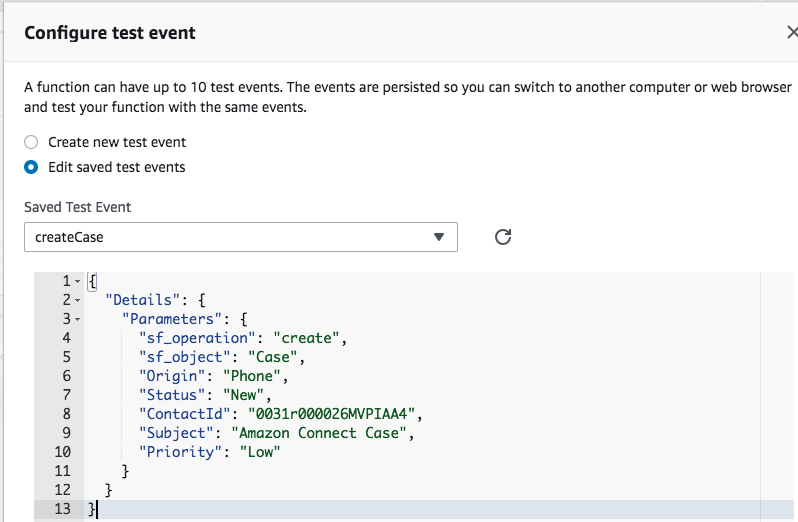 Configure test event
A function can have up to 10 test events. The events are persisted so you can switch to another computer or web browser
and test your function with the same events.
Create new test event
Edit saved test events
Saved Test Event
createCase
1 {
2 "Details": {
3 "Parameters": {
4 "sf_operation": "create",
5 "sf_object": "Case",
6 "Origin": "Phone",
7 "Status": "New",
8 "ContactId": "0031r000026MVPIAA4",
9 "Subject": "Amazon Connect Case",
10 "Priority": "Low"
11 }
12 }
13 }